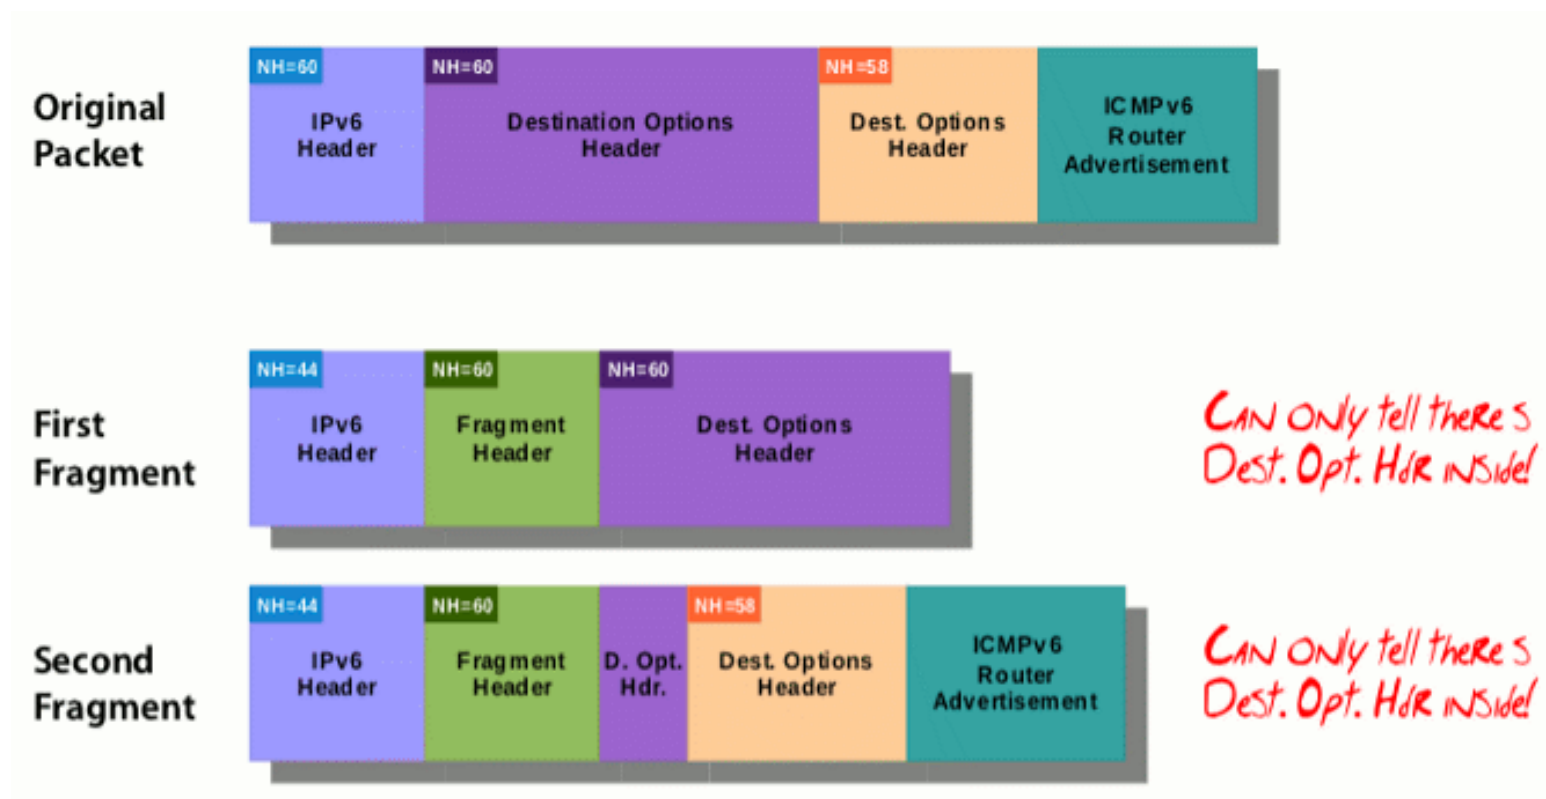 Original
Packet
NH=60
IPv6
Header
NH=60
Destination Options
Header
NH=58
Dest. Options
Header
ICMPv6
Router
Advertisement
First
Fragment
NH=44
IPv6
Header
NH=60
Fragment
Header
NH=60
Dest. Options
Header
CAN ONLY tell theRe s
Dest. Opt. HdR iNSide!
Second
Fragment
NH=44
IPv6
Header
NH=60
Fragment
Header
D. Opt.
Hdr.
NH=58
Dest. Options
Header
ICMPv6
Router
Advertisement
CAN ONLY tell theRe s
Dest. Opt. HdR iNSide!